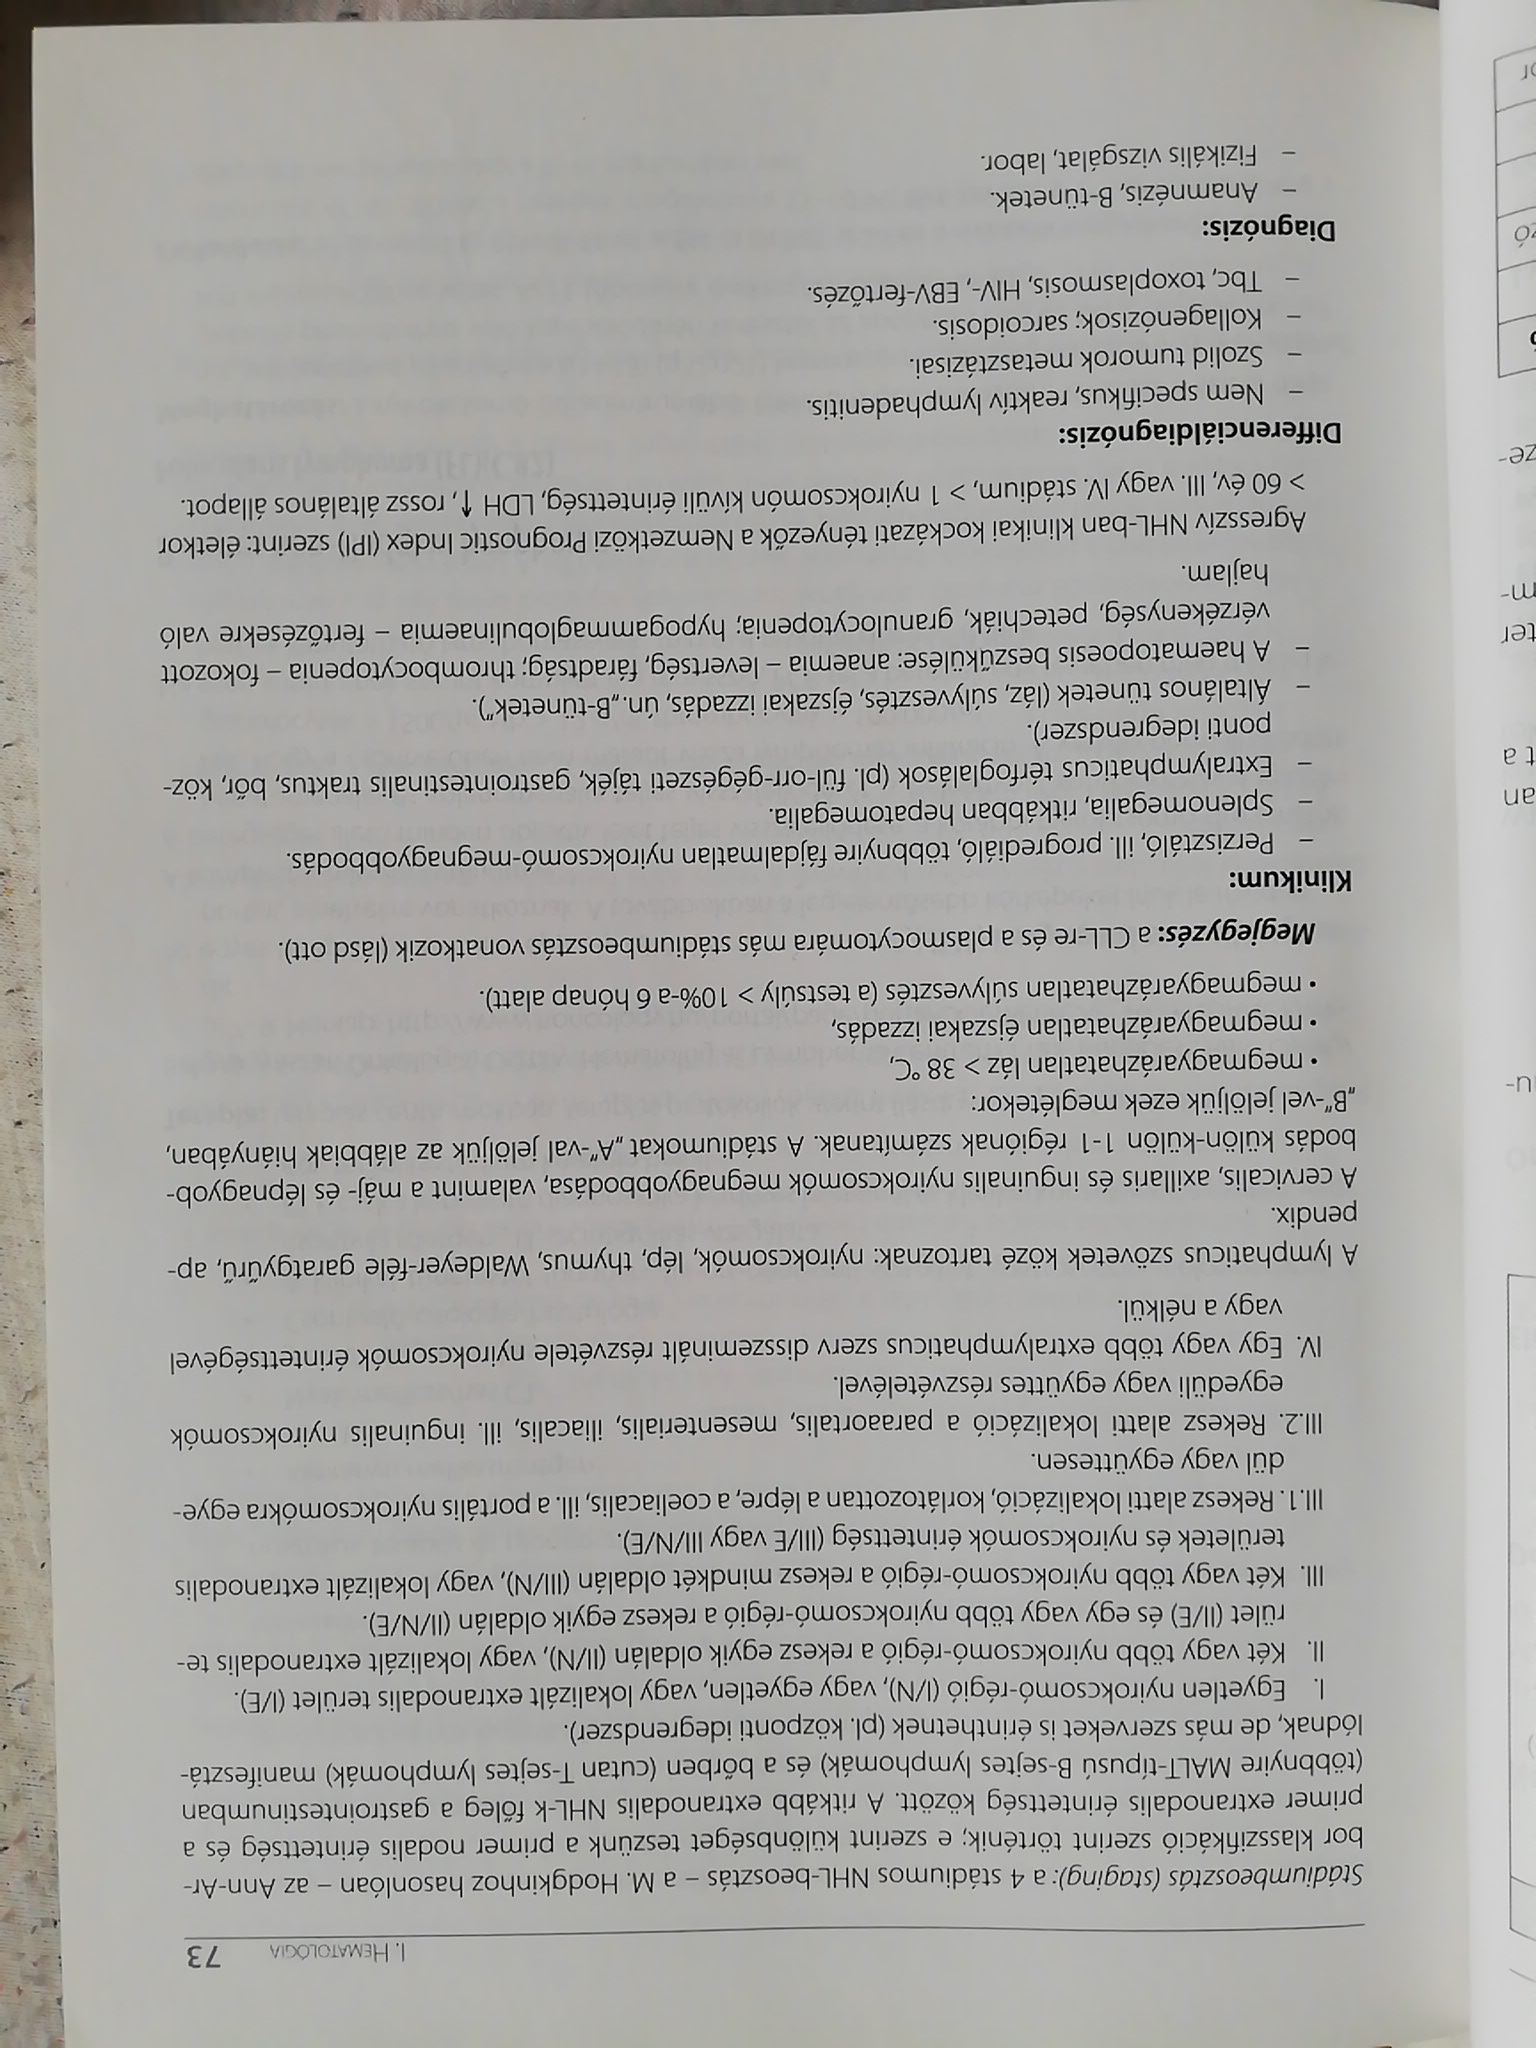 I. HEMATOLÓGIA 73
Stádiumbeosztás (staging): a 4 stádiumos NHL-beosztás – a M. Hodgkinhoz hasonlóan – az Ann-Ar-
bor klasszifikáció szerint történik; e szerint különbséget teszünk a primer nodalis érintettség és a
primer extranodalis érintettség között. A ritkább extranodalis NHL-k főleg a gastrointestinumban
(többnyire MALT-típusú B-sejtes lymphomák) és a bőrben (cutan T-sejtes lymphomák) manifesztá-
lódnak, de más szerveket is érinthetnek (pl. központi idegrendszer).
I. Egyetlen nyirokcsomó-régió (I/N), vagy egyetlen, vagy lokalizált extranodalis terület (I/E).
II. Két vagy több nyirokcsomó-régió a rekesz egyik oldalán (II/N), vagy lokalizált extranodalis te-
rület (II/E) és egy vagy több nyirokcsomó-régió a rekesz egyik oldalán (II/N/E).
III. Két vagy több nyirokcsomó-régió a rekesz mindkét oldalán (III/N), vagy lokalizált extranodalis
területek és nyirokcsomók érintettség (III/E vagy III/N/E).
III.1. Rekesz alatti lokalizáció, korlátozottan a lépre, a coeliacalis, ill. a portális nyirokcsomókra egye-
dül vagy együttesen.
III.2. Rekesz alatti lokalizáció a paraaortalis, mesenterialis, iliacalis, ill. inguinalis nyirokcsomók
egyedüli vagy együttes részvételével.
IV. Egy vagy több extralymphaticus szerv disszeminált részvétele nyirokcsomók érintettségével
vagy a nélkül.
A lymphaticus szövetek közé tartoznak: nyirokcsomók, lép, thymus, Waldeyer-féle garatgyűrű, ap-
pendix.
A cervicalis, axillaris és inguinalis nyirokcsomók megnagyobbodása, valamint a máj- és lépnagyob-
bodás külön-külön 1-1 régiónak számítanak. A stádiumokat „A”-val jelöljük az alábbiak hiányában,
„B”-vel jelöljük ezek meglétekor:
• megmagyarázhatatlan láz > 38 °C,
• megmagyarázhatatlan éjszakai izzadás,
• megmagyarázhatatlan súlyvesztés (a testsúly > 10%-a 6 hónap alatt).
Megjegyzés: a CLL-re és a plasmocytomára más stádiumbeosztás vonatkozik (lásd ott).
Klinikum:
– Perzisztáló, ill. progrediáló, többnyire fájdalmatlan nyirokcsomó-megnagyobbodás.
– Splenomegalia, ritkábban hepatomegalia.
– Extralymphaticus térfoglalások (pl. fül-orr-gégészeti tájék, gastrointestinalis traktus, bőr, köz-
ponti idegrendszer).
– Általános tünetek (láz, súlyvesztés, éjszakai izzadás, ún. „B-tünetek”).
– A haematopoesis beszűkülése: anaemia – levertség, fáradtság; thrombocytopenia – fokozott
vérzékenység, petechiák, granulocytopenia; hypogammaglobulinaemia – fertőzésekre való
hajlam.
Agresszív NHL-ban klinikai kockázati tényezők a Nemzetközi Prognostic Index (IPI) szerint: életkor
> 60 év, III. vagy IV. stádium, > 1 nyirokcsomón kívüli érintettség, LDH ↑, rossz általános állapot.
Differenciáldiagnózis:
– Nem specifikus, reaktív lymphadenitis.
– Szolid tumorok metasztázisai.
– Kollagenózisok; sarcoidosis.
– Tbc, toxoplasmosis, HIV-, EBV-fertőzés.
Diagnózis:
– Anamnézis, B-tünetek.
– Fizikális vizsgálat, labor.